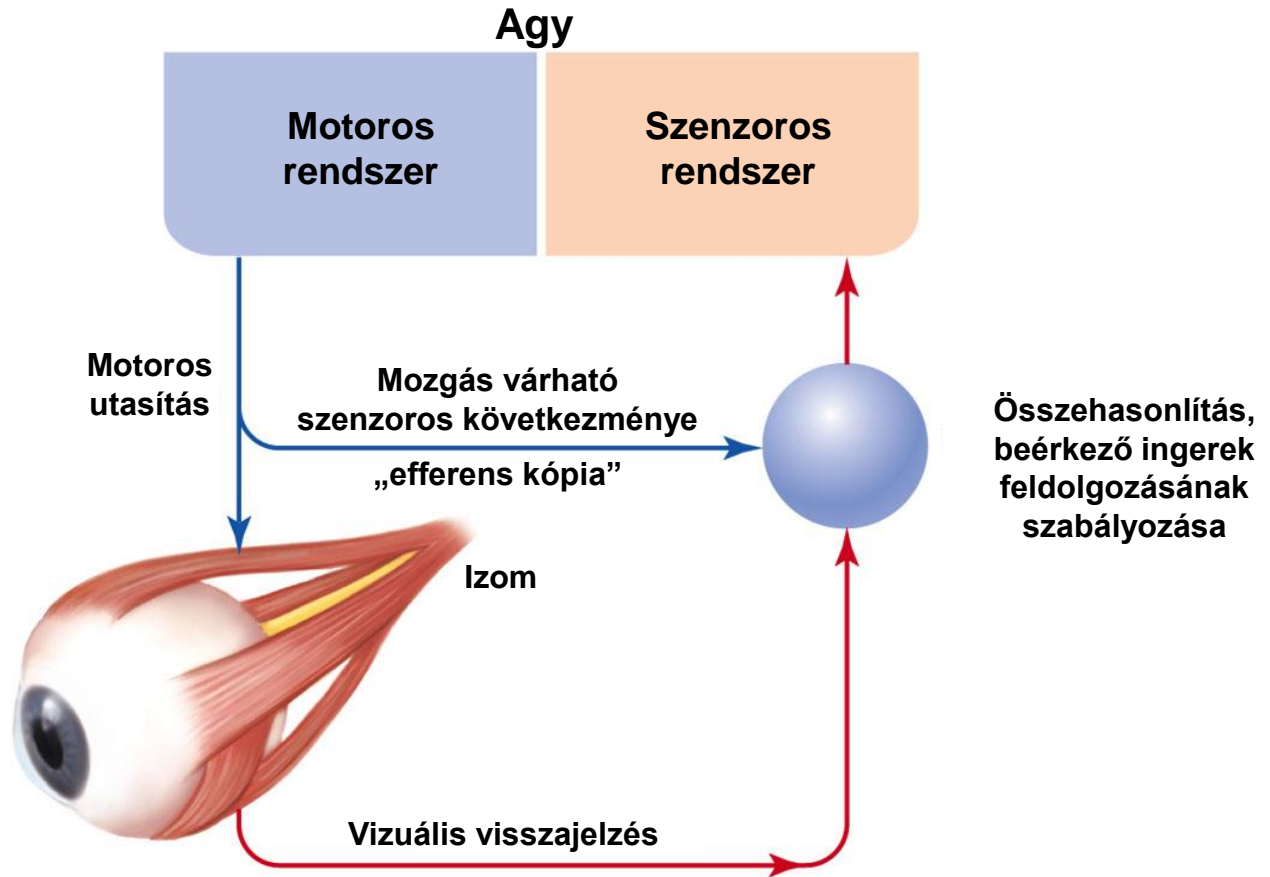 Agy
Motoros
rendszer
Szenzoros
rendszer
Motoros
utasítás
Mozgás várható
szenzoros következménye
„efferens kópia”
Összehasonlítás,
beérkező ingerek
feldolgozásának
szabályozása
Izom
Vizuális visszajelzés